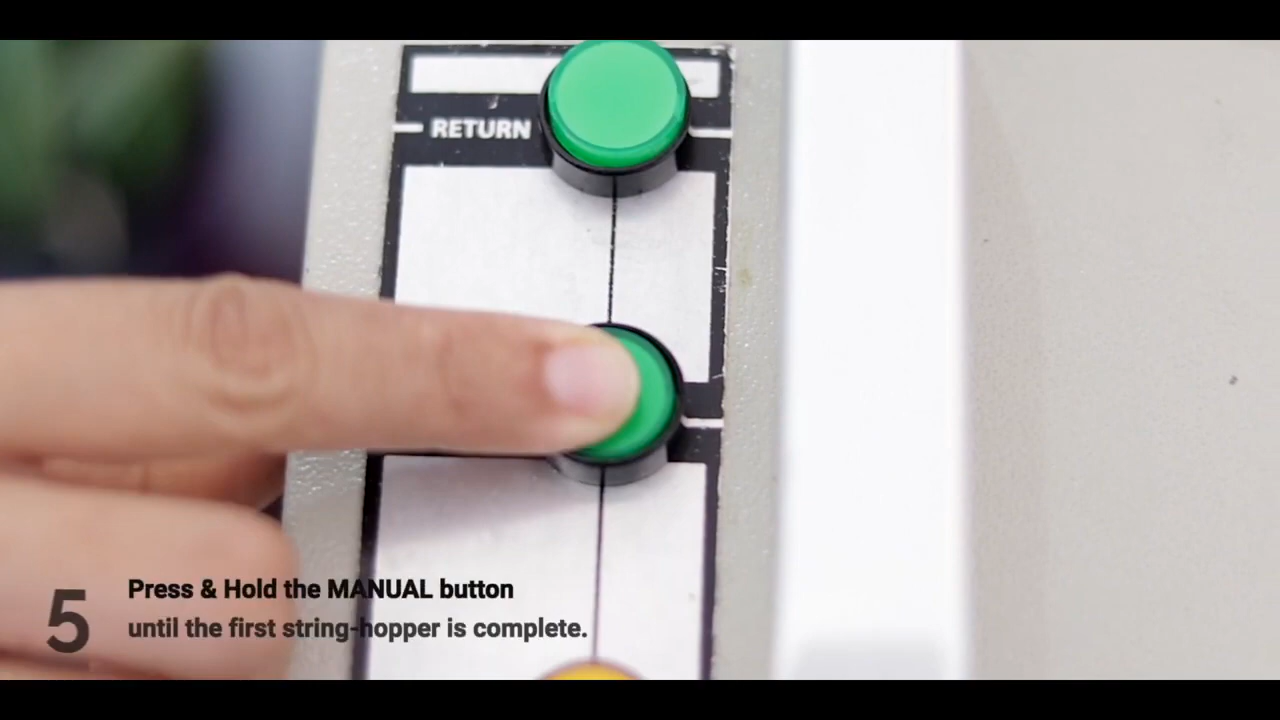 RETURN
5
Press & Hold the MANUAL button
until the first string-hopper is complete.